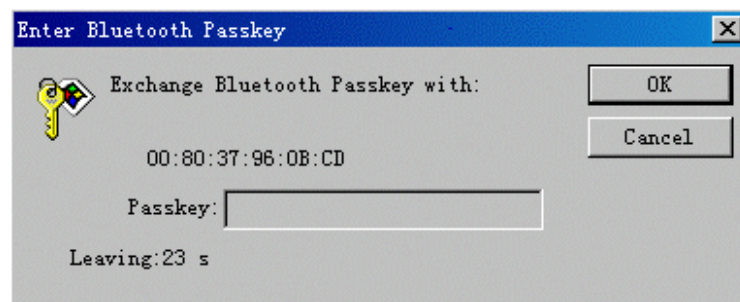 Enter Bluetooth Passkey
Exchange Bluetooth Passkey with:
OK
00:80:37:96:0B:CD
Cancel
Passkey:
Leaving:23 s